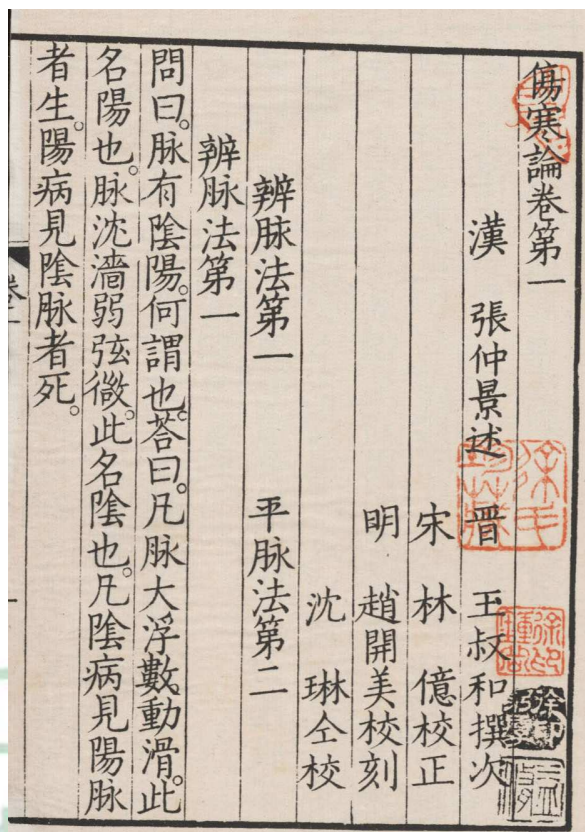 傷寒論卷第一
漢　張仲景述　晋　王叔和撰次
宋　林　億校正
明　趙開美校刻
沈　琳仝校
辨脉法第一　平脉法第二
辨脉法第一
問曰。脉有陰陽。何謂也。荅曰。凡脉大浮數動滑。此
名陽也。脉沈濇弱弦微。此名陰也。凡陰病見陽脉
者生。陽病見陰脉者死。